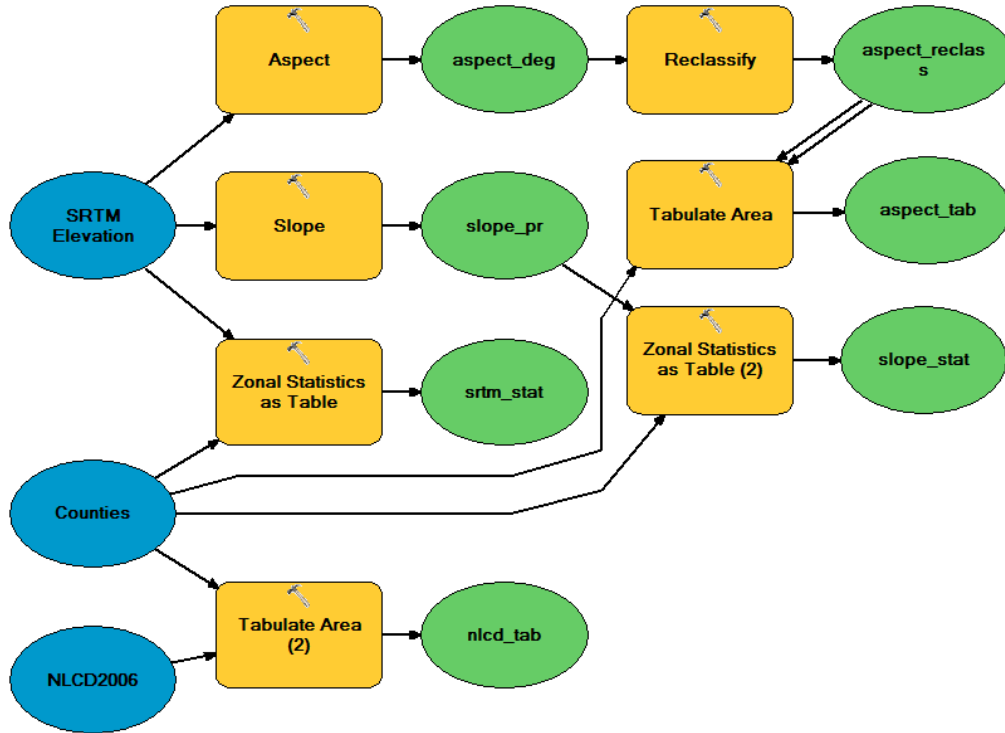 Aspect
aspect_deg
Reclassify
aspect_reclas
s
SRTM
Elevation
Slope
slope_pr
Tabulate Area
aspect_tab
Zonal Statistics
as Table
srtm_stat
Zonal Statistics
as Table (2)
slope_stat
Counties
Tabulate Area
(2)
nlcd_tab
NLCD2006